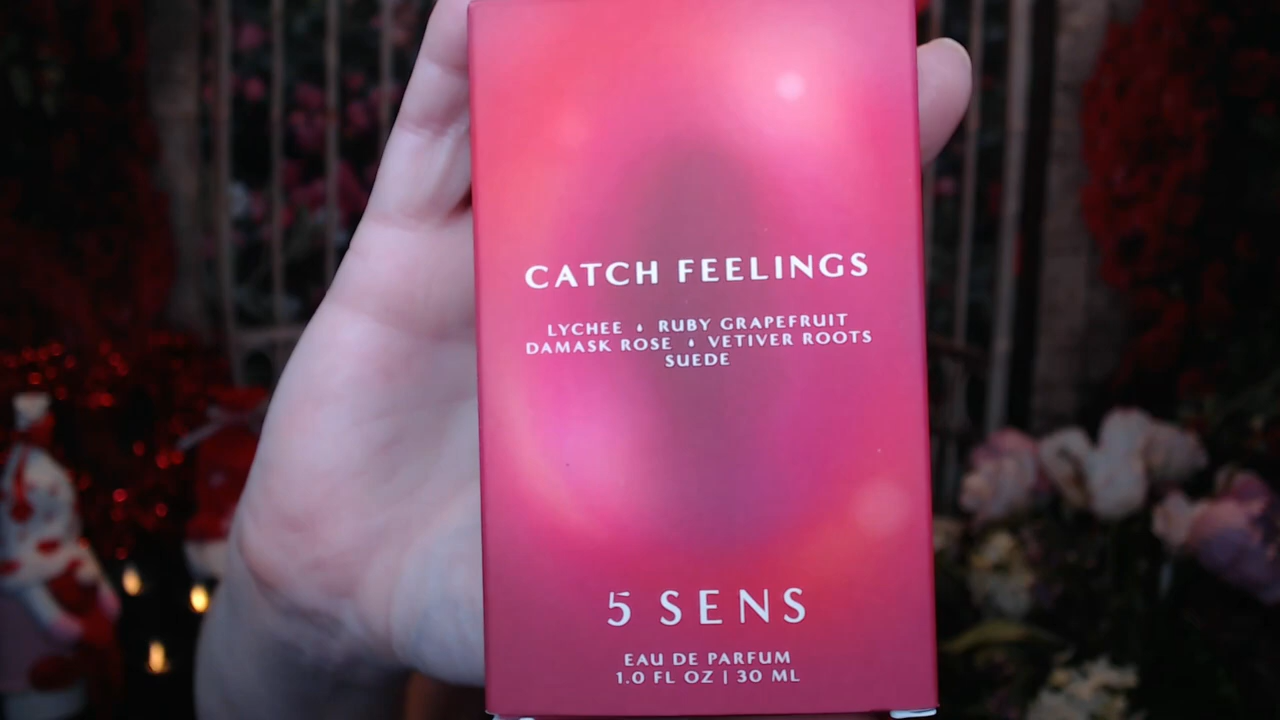 CATCH FEELINGS
LYCHEE RUBY GRAPEFRUIT
DAMASK ROSE VETIVER ROOTS
SUEDE
5 SENS
EAU DE PARFUM
1.0 FL OZ | 30 ML